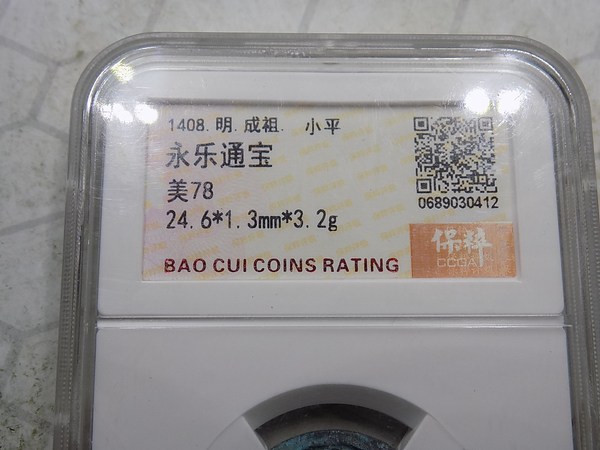 1408.明.成祖. 小平
永乐通宝
美78
24.6*1.3mm*3.2g
0689030412
BAO CUI COINS RATING
保粹
CCGA